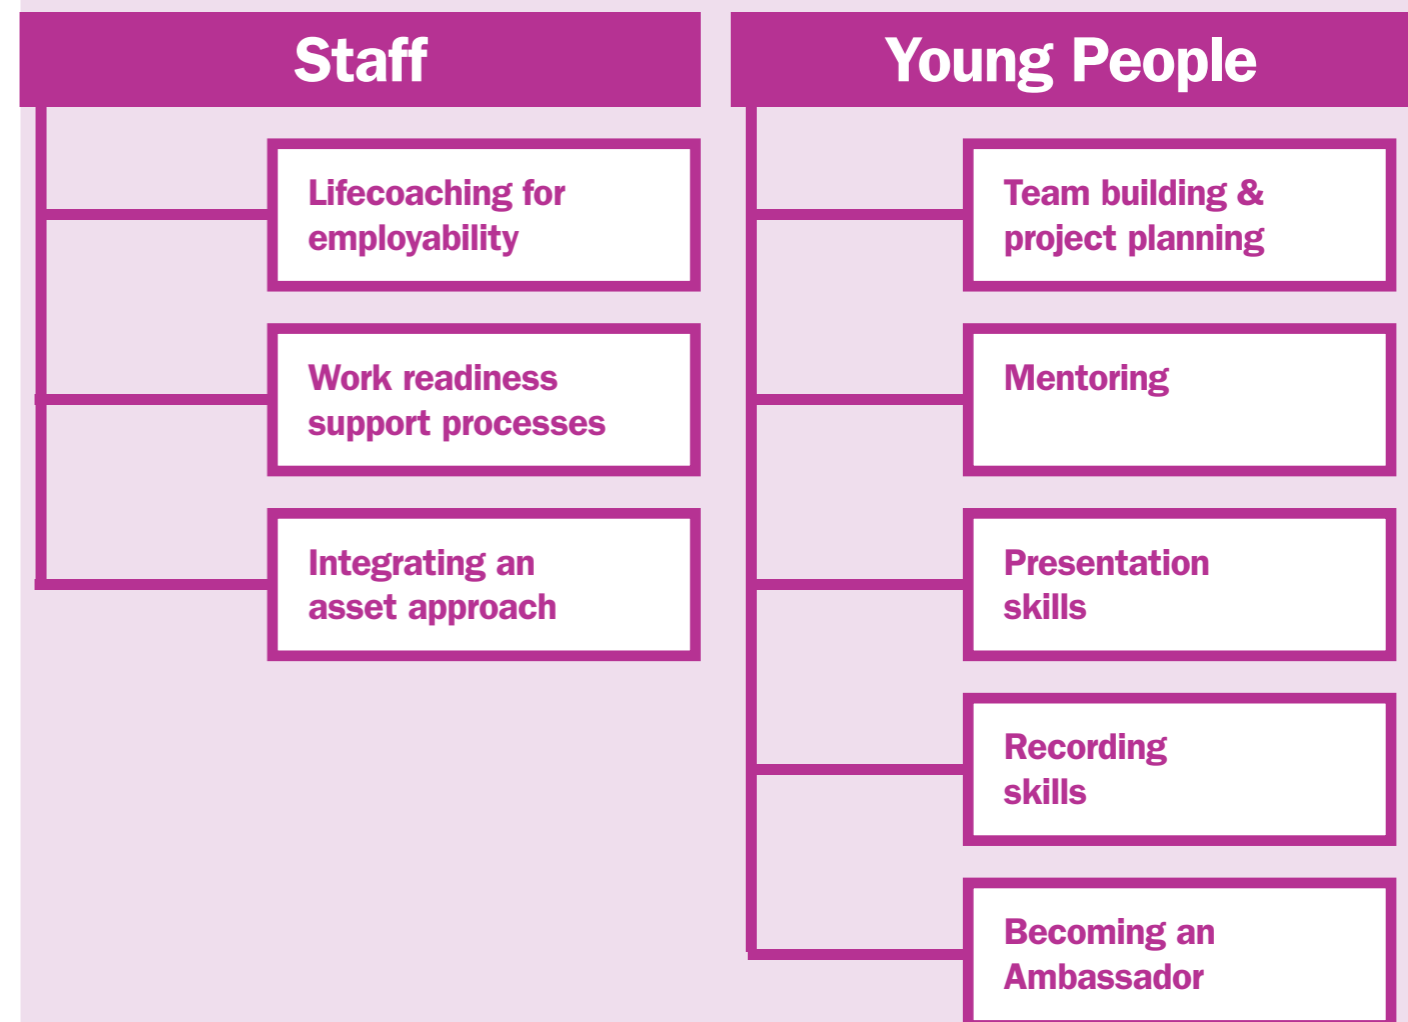 Staff
Lifecoaching for
employability
Work readiness
support processes
Integrating an
asset approach
Young People
Team building &
project planning
Mentoring
Presentation
skills
Recording
skills
Becoming an
Ambassador